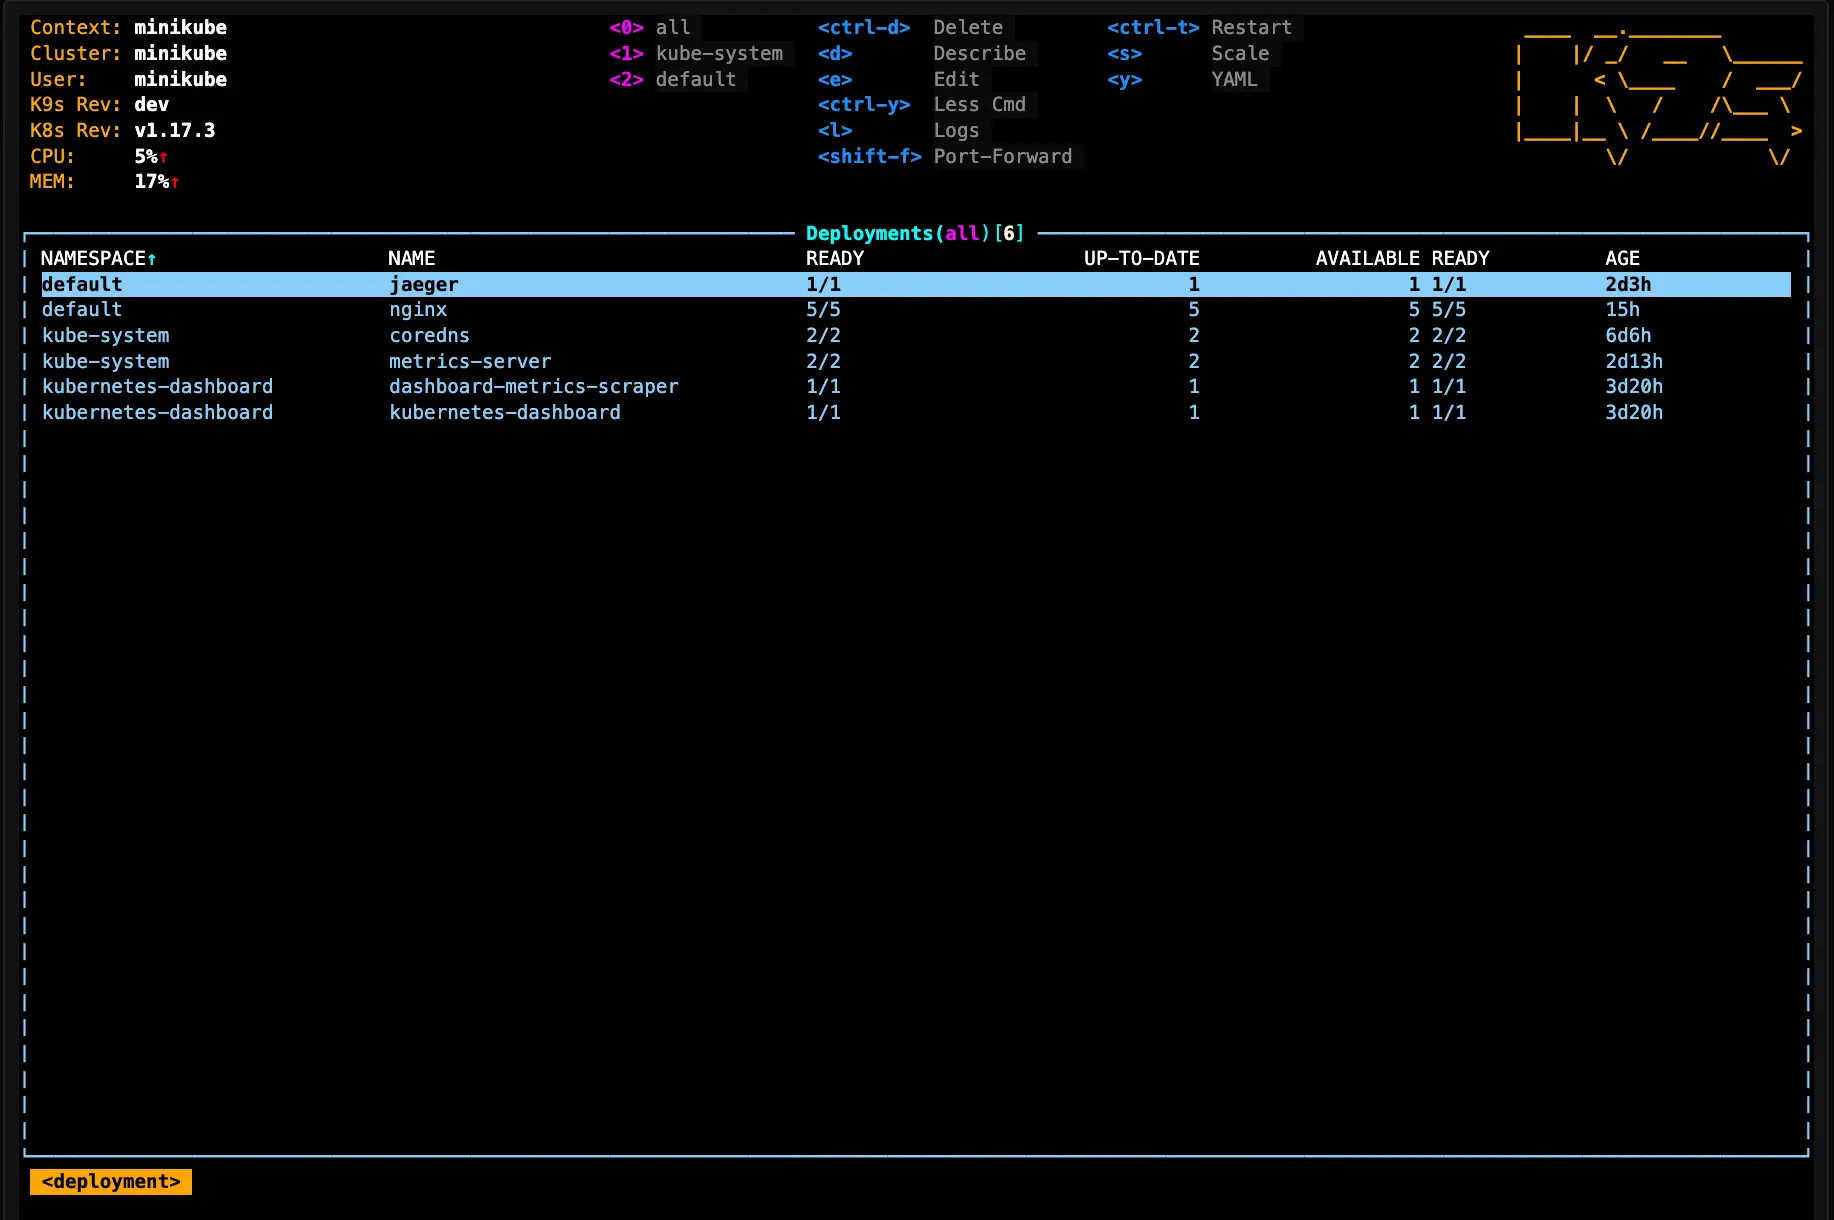 Context: minikube <0> all <ctrl-d> Delete <ctrl-t> Restart
Cluster: minikube <1> kube-system <d> Describe <s> Scale
User: minikube <2> default <e> Edit <y> YAML
K9s Rev: dev <ctrl-y> Less Cmd
K8s Rev: v1.17.3 <l> Logs
CPU: 5%↑ <shift-f> Port-Forward
MEM: 17%↑
Deployments(all)[6]
NAMESPACE↑ NAME READY UP-TO-DATE AVAILABLE READY AGE
default jaeger 1/1 1 1 1/1 2d3h
default nginx 5/5 5 5 5/5 15h
kube-system coredns 2/2 2 2 2/2 6d6h
kube-system metrics-server 2/2 2 2 2/2 2d13h
kubernetes-dashboard dashboard-metrics-scraper 1/1 1 1 1/1 3d20h
kubernetes-dashboard kubernetes-dashboard 1/1 1 1 1/1 3d20h
<deployment>